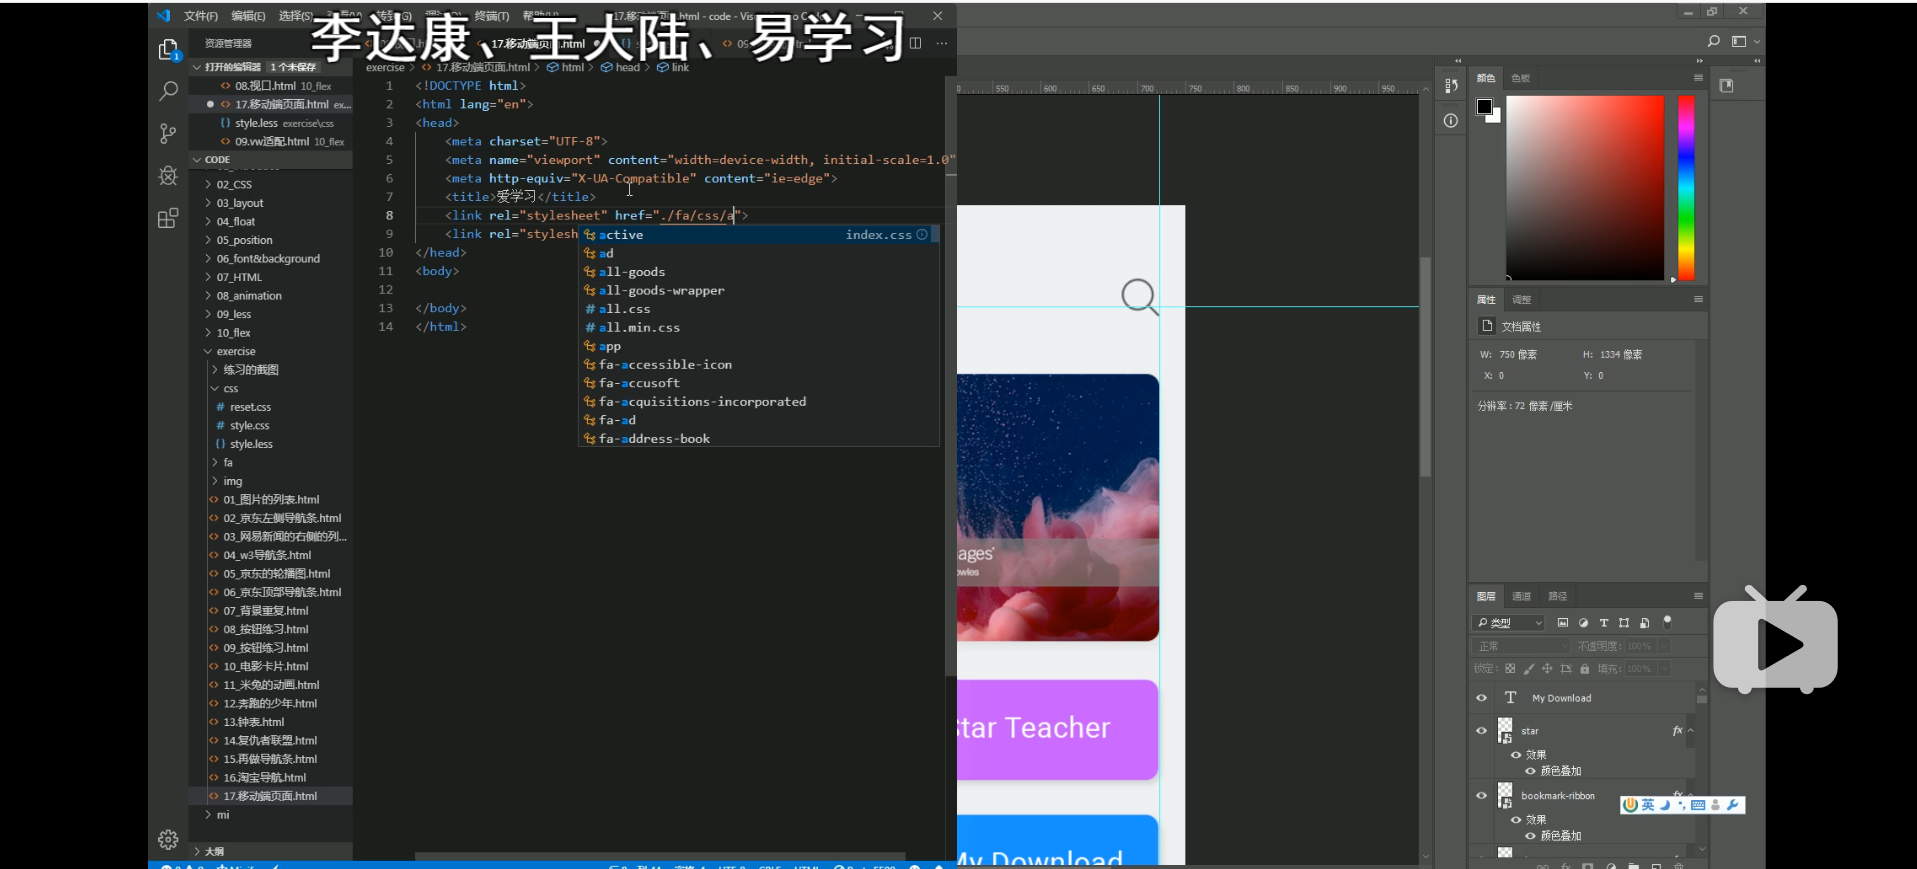 李达康、王大陆、易学习
文件(F) 编辑(E) 终端(T)
资源管理器
17.移动端页面.html
打开的编辑器 1 个未保存
08.视口.html 10_flex
17.移动端页面.html ex...
style.less exercise\css
09.vw适配.html 10_flex
CODE
02_CSS
03_layout
04_float
05_position
06_font&background
07_HTML
08_animation
09_less
10_flex
exercise
练习的截图
css
reset.css
style.css
style.less
fa
img
01_图片的列表.html
02_京东左侧导航条.html
03_网易新闻的右侧的列...
04_w3导航条.html
05_京东的轮播图.html
06_京东顶部导航条.html
07_背景重复.html
08_按钮练习.html
09_按钮练习.html
10_电影卡片.html
11_米兔的动画.html
12.奔跑的少年.html
13.钟表.html
14.复仇者联盟.html
15.再做导航条.html
16.淘宝导航.html
17.移动端页面.html
mi
大纲
exercise > 17.移动端页面.html > html > head > link
1 <!DOCTYPE html>
2 <html lang="en">
3 <head>
4 <meta charset="UTF-8">
5 <meta name="viewport" content="width=device-width, initial-scale=1.0"
6 <meta http-equiv="X-UA-Compatible" content="ie=edge">
7 <title>爱学习</title>
8 <link rel="stylesheet" href="./fa/css/a">
9 <link rel="stylesh
10 </head>
11 <body>
12
13 </body>
14 </html>
active index.css
ad
all-goods
all-goods-wrapper
all.css
all.min.css
app
fa-accessible-icon
fa-accusoft
fa-acquisitions-incorporated
fa-ad
fa-address-book
550 600 650 700 750 800 850 900 950
ages
Star Teacher
My Download
颜色 色板
属性 调整
文档属性
W: 750 像素 H: 1334 像素
X: 0 Y: 0
分辨率: 72 像素/厘米
图层 通道 路径
类型
正常 不透明度: 100%
锁定: 填充: 100%
My Download
star fx
效果
颜色叠加
bookmark-ribbon
效果
颜色叠加
英